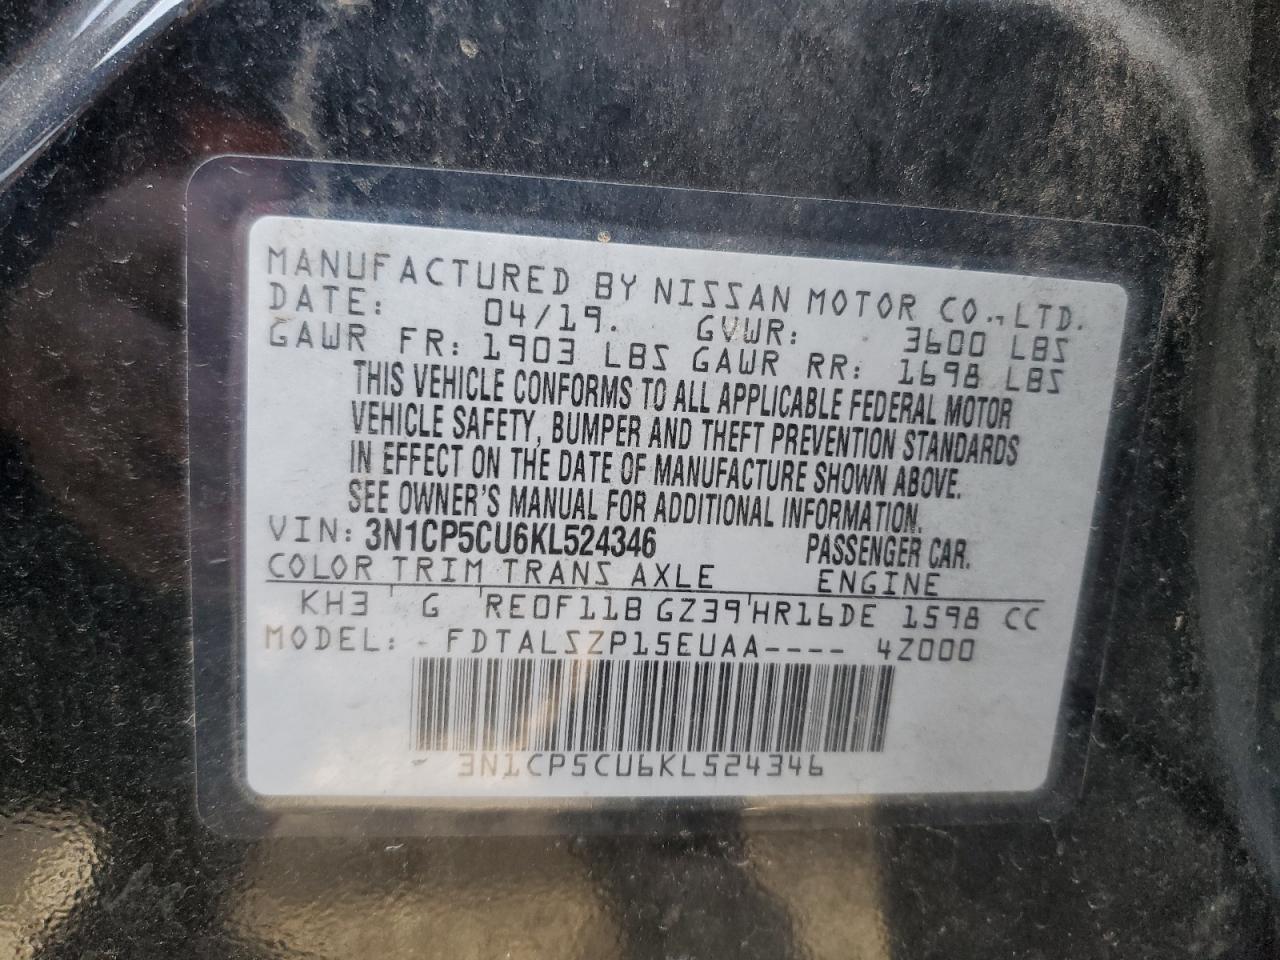 MANUFACTURED BY NISSAN MOTOR CO., LTD.
DATE: 04/19. GVWR: 3600 LBS
GAWR FR: 1903 LBS GAWR RR: 1698 LBS
THIS VEHICLE CONFORMS TO ALL APPLICABLE FEDERAL MOTOR
VEHICLE SAFETY, BUMPER AND THEFT PREVENTION STANDARDS
IN EFFECT ON THE DATE OF MANUFACTURE SHOWN ABOVE.
SEE OWNER'S MANUAL FOR ADDITIONAL INFORMATION.
VIN: 3N1CP5CU6KL524346 PASSENGER CAR.
COLOR TRIM TRANS AXLE ENGINE
KH3 G RE0F11B GZ39 HR16DE 1598 CC
MODEL: FDTALSZP15EUAA---- 4Z000
3N1CP5CU6KL524346